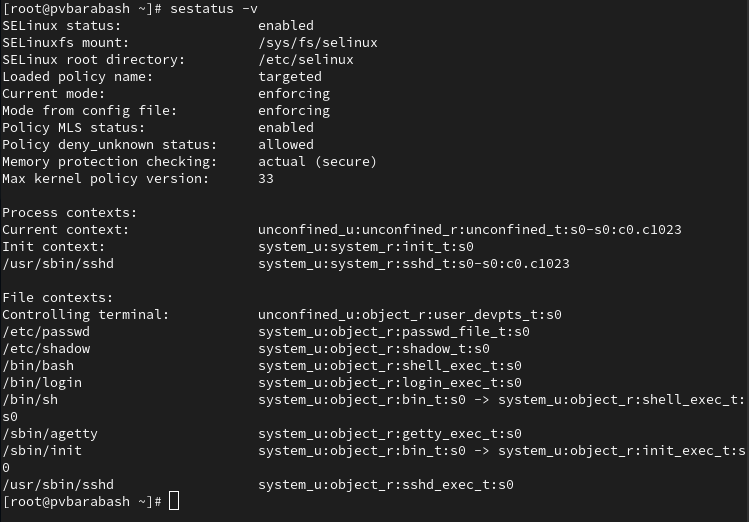 [root@pvbarabash ~]# sestatus -v
SELinux status:                 enabled
SELinuxfs mount:                /sys/fs/selinux
SELinux root directory:         /etc/selinux
Loaded policy name:             targeted
Current mode:                   enforcing
Mode from config file:          enforcing
Policy MLS status:              enabled
Policy deny_unknown status:     allowed
Memory protection checking:     actual (secure)
Max kernel policy version:      33

Process contexts:
Current context:                unconfined_u:unconfined_r:unconfined_t:s0-s0:c0.c1023
Init context:                   system_u:system_r:init_t:s0
/usr/sbin/sshd                  system_u:system_r:sshd_t:s0-s0:c0.c1023

File contexts:
Controlling terminal:           unconfined_u:object_r:user_devpts_t:s0
/etc/passwd                     system_u:object_r:passwd_file_t:s0
/etc/shadow                     system_u:object_r:shadow_t:s0
/bin/bash                       system_u:object_r:shell_exec_t:s0
/bin/login                      system_u:object_r:login_exec_t:s0
/bin/sh                         system_u:object_r:bin_t:s0 -> system_u:object_r:shell_exec_t:
s0
/sbin/agetty                    system_u:object_r:getty_exec_t:s0
/sbin/init                      system_u:object_r:bin_t:s0 -> system_u:object_r:init_exec_t:s
0
/usr/sbin/sshd                  system_u:object_r:sshd_exec_t:s0
[root@pvbarabash ~]#